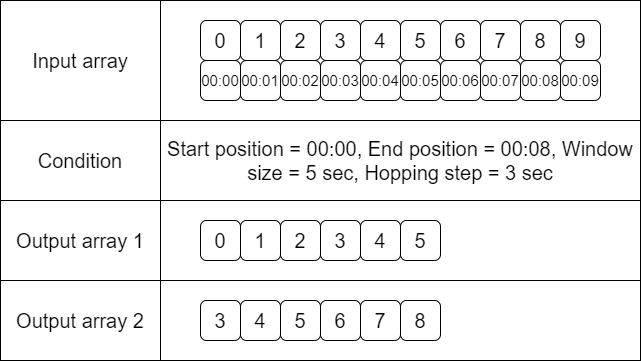 Input array
0 1 2 3 4 5 6 7 8 9
00:00 00:01 00:02 00:03 00:04 00:05 00:06 00:07 00:08 00:09
Condition
Start position = 00:00, End position = 00:08, Window
size = 5 sec, Hopping step = 3 sec
Output array 1
0 1 2 3 4 5
Output array 2
3 4 5 6 7 8